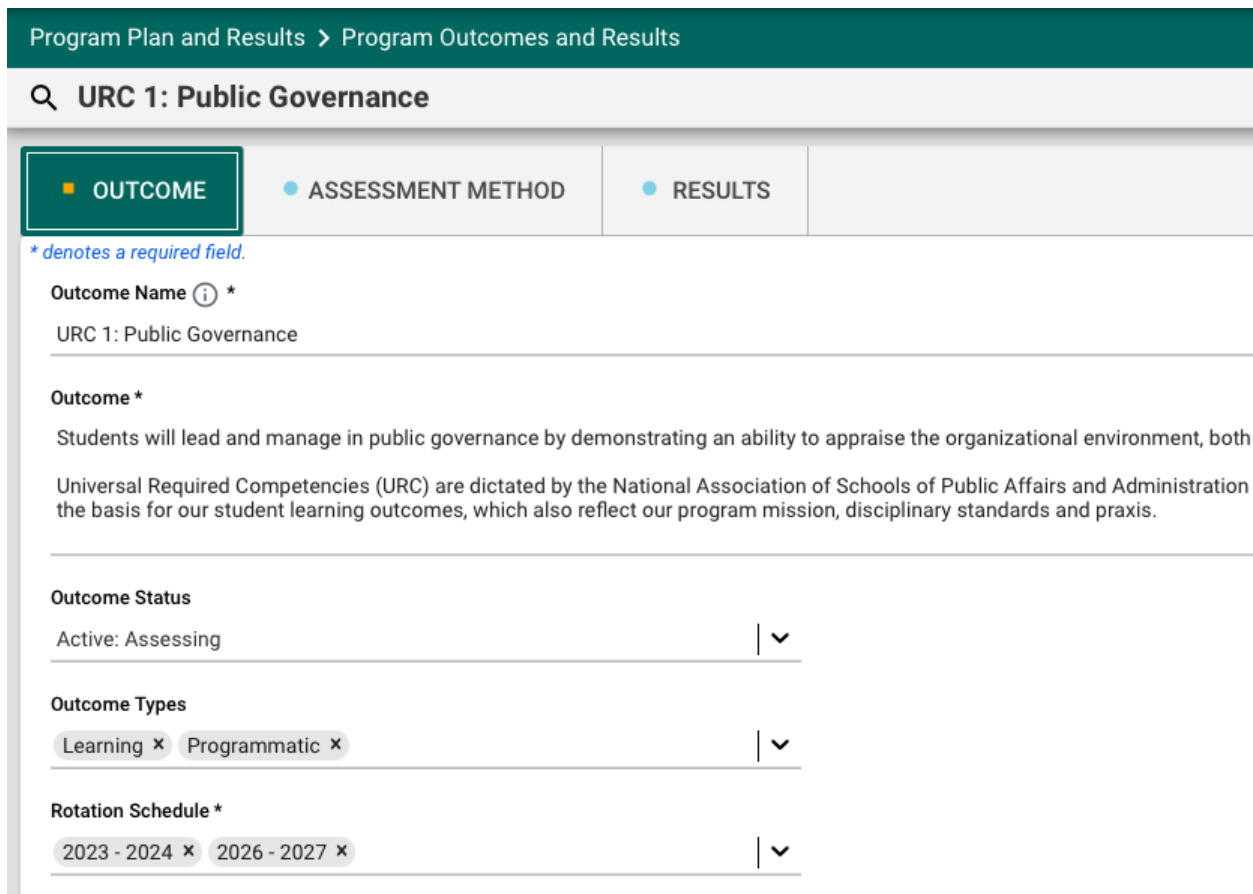 Program Plan and Results > Program Outcomes and Results
URC 1: Public Governance
OUTCOME
ASSESSMENT METHOD
RESULTS
* denotes a required field.
Outcome Name i *
URC 1: Public Governance
Outcome *
Students will lead and manage in public governance by demonstrating an ability to appraise the organizational environment, both
Universal Required Competencies (URC) are dictated by the National Association of Schools of Public Affairs and Administration
the basis for our student learning outcomes, which also reflect our program mission, disciplinary standards and praxis.
Outcome Status
Active: Assessing
Outcome Types
Learning × Programmatic ×
Rotation Schedule *
2023 - 2024 × 2026 - 2027 ×